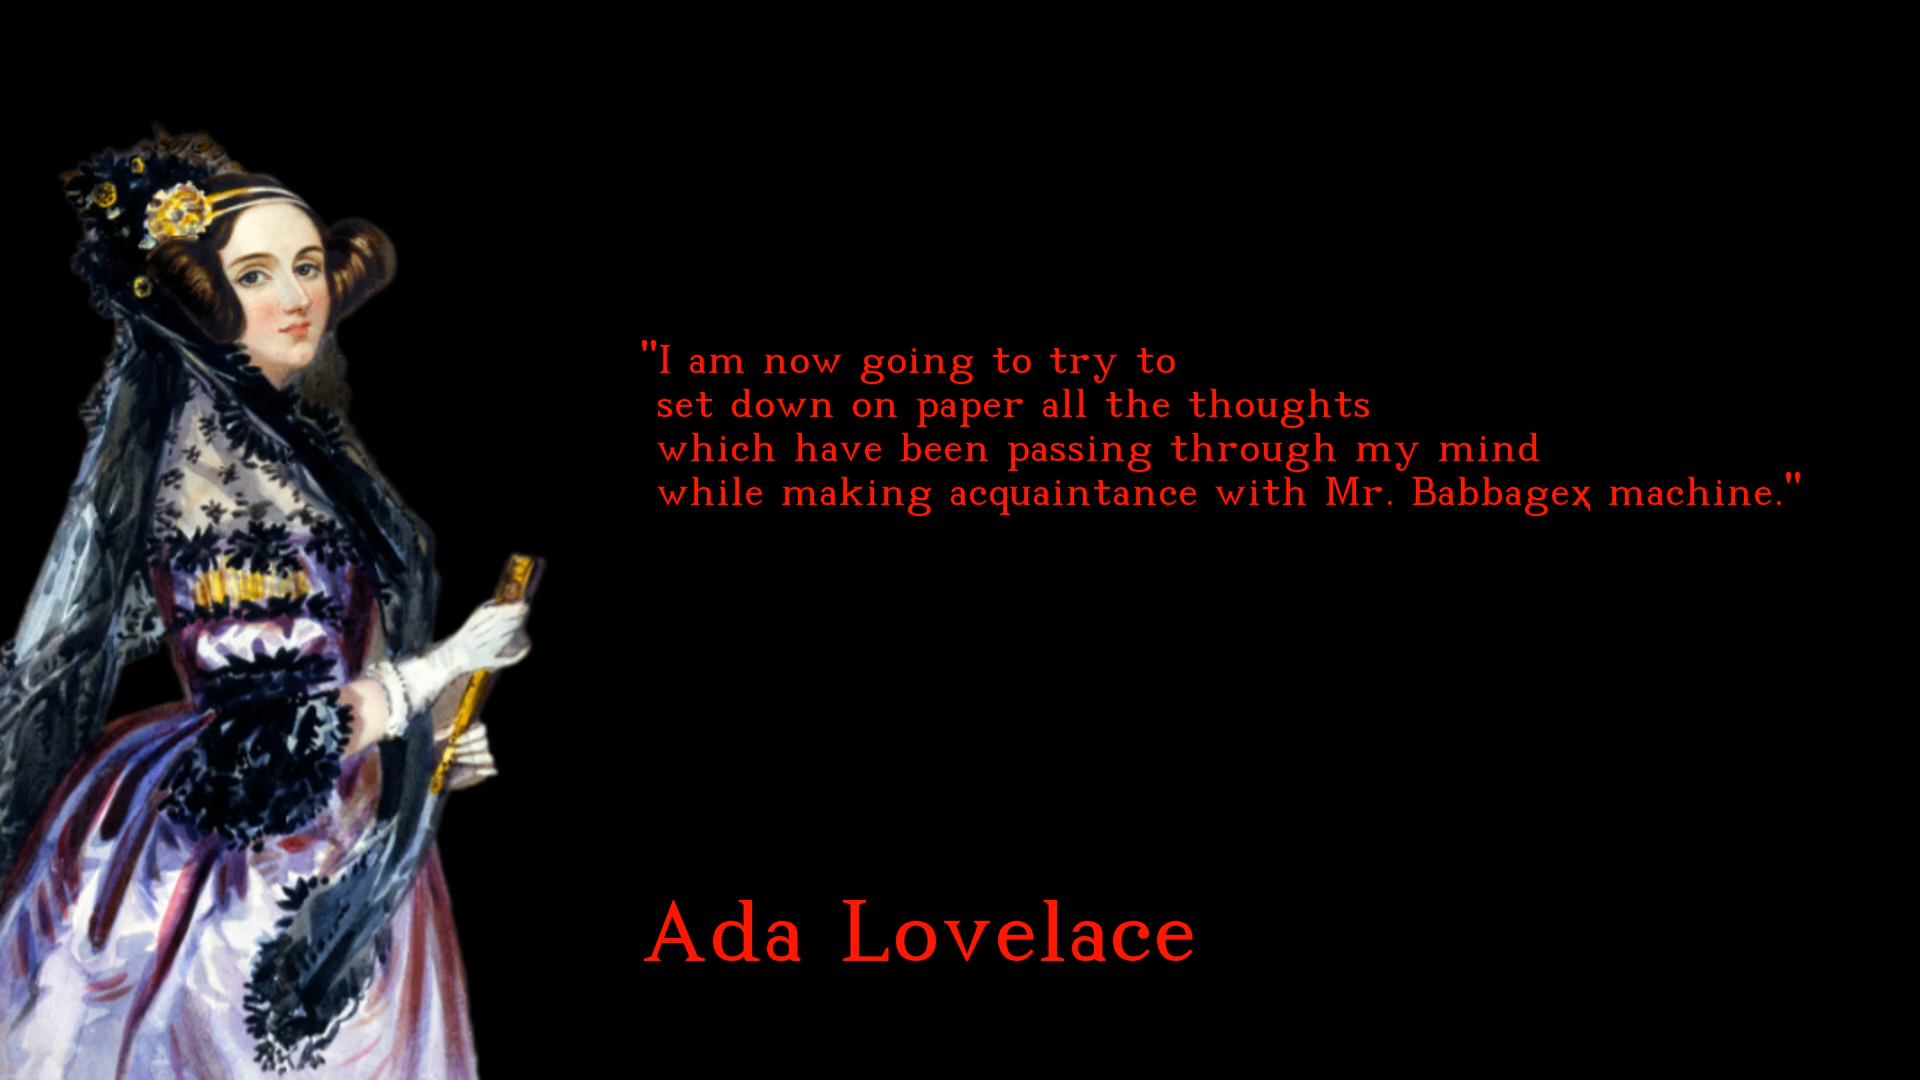 "I am now going to try to
set down on paper all the thoughts
which have been passing through my mind
while making acquaintance with Mr. Babbagex machine."
Ada Lovelace